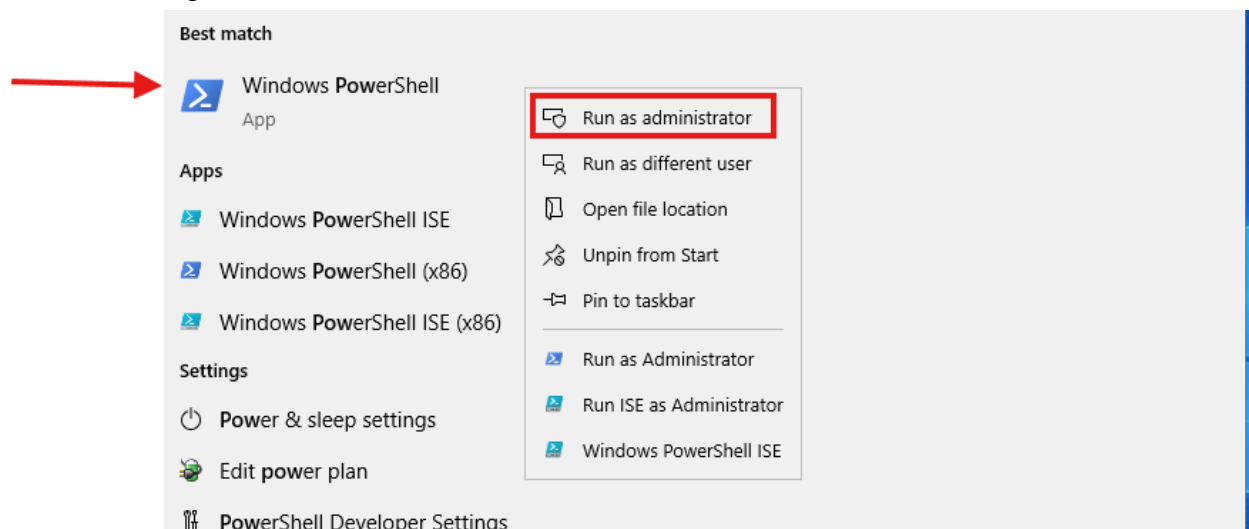 Best match
Windows PowerShell
App
Apps
Windows PowerShell ISE
Windows PowerShell (x86)
Windows PowerShell ISE (x86)
Settings
Power & sleep settings
Edit power plan
PowerShell Developer Settings
Run as administrator
Run as different user
Open file location
Unpin from Start
Pin to taskbar
Run as Administrator
Run ISE as Administrator
Windows PowerShell ISE